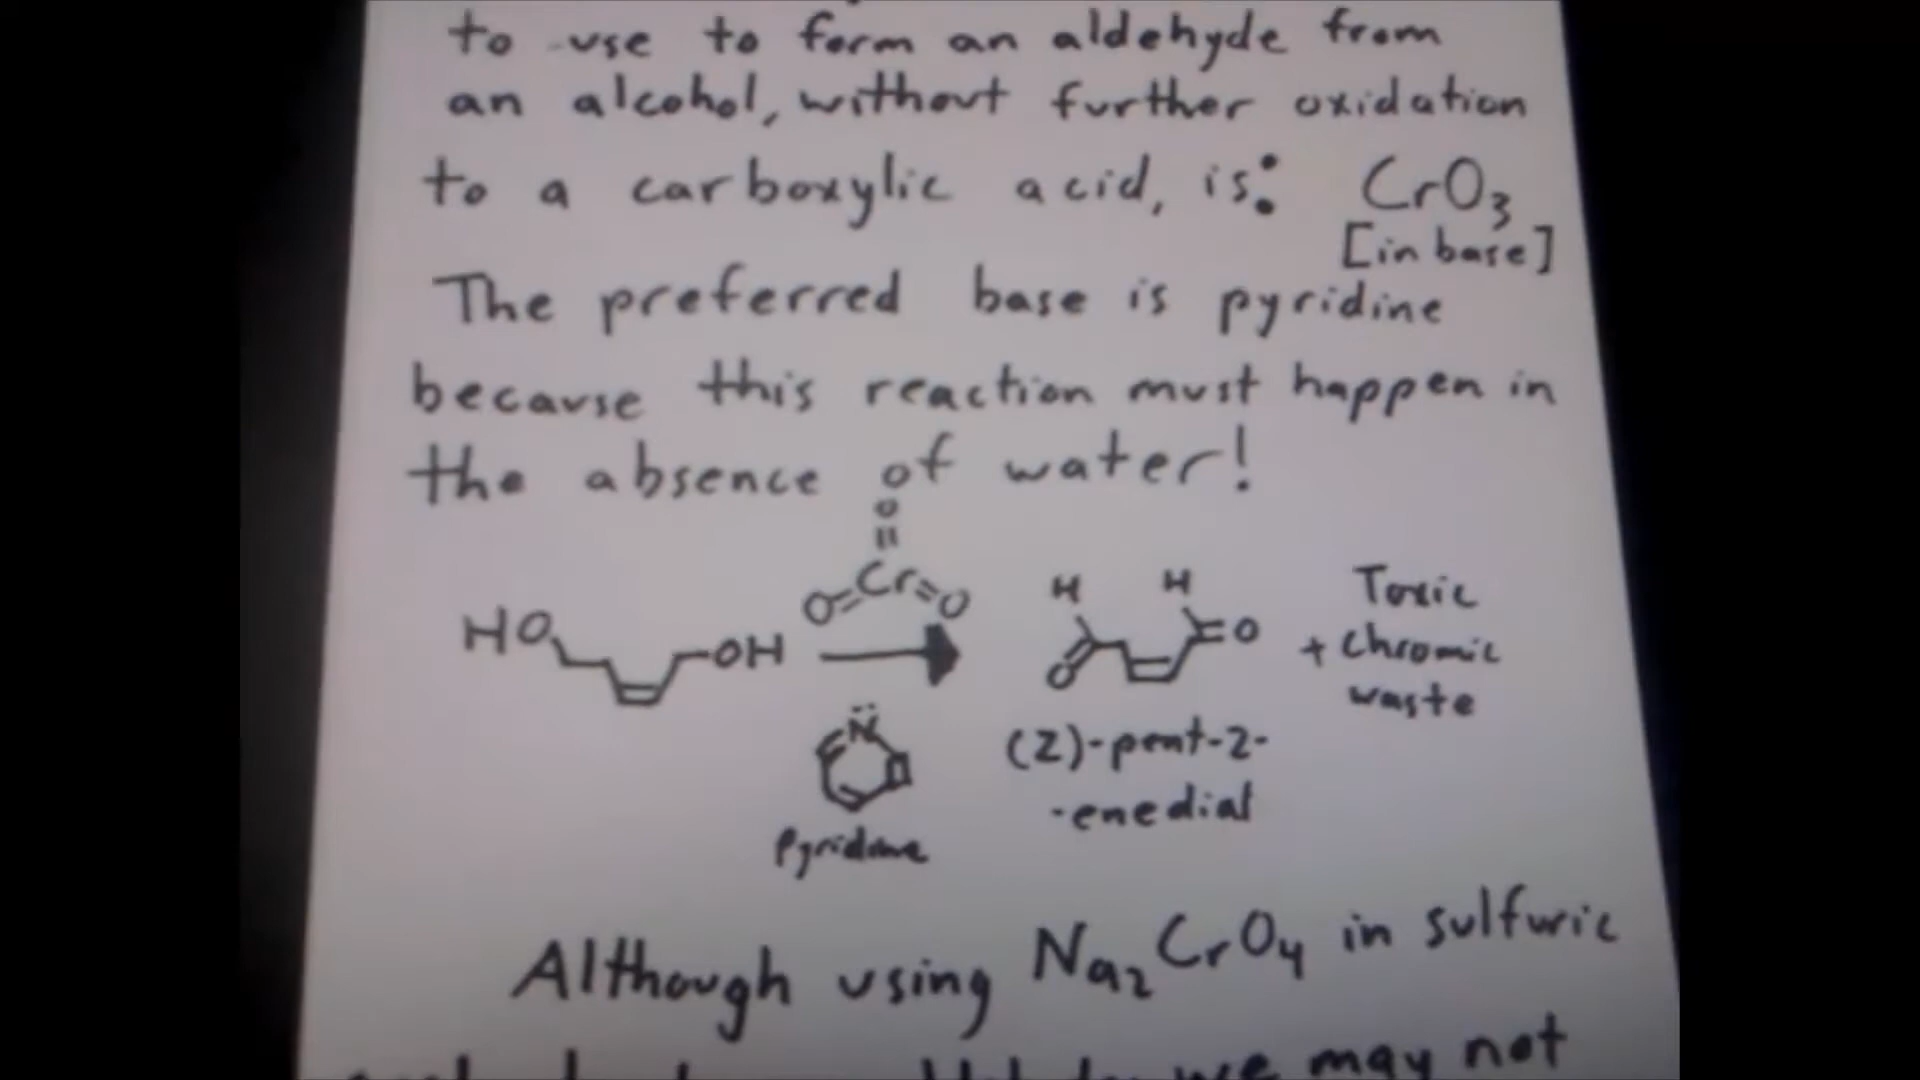 to use to form an aldehyde from
an alcohol, without further oxidation
to a carboxylic acid, is: CrO₃
[in base]
The preferred base is pyridine
because this reaction must happen in
the absence of water!
O
O=Cr=O
HO OH
H H
O O
+ Toxic
chromic
waste
N
Pyridine
(Z)-pent-2-
-enedial
Although using Na₂CrO₄ in sulfuric
we may not